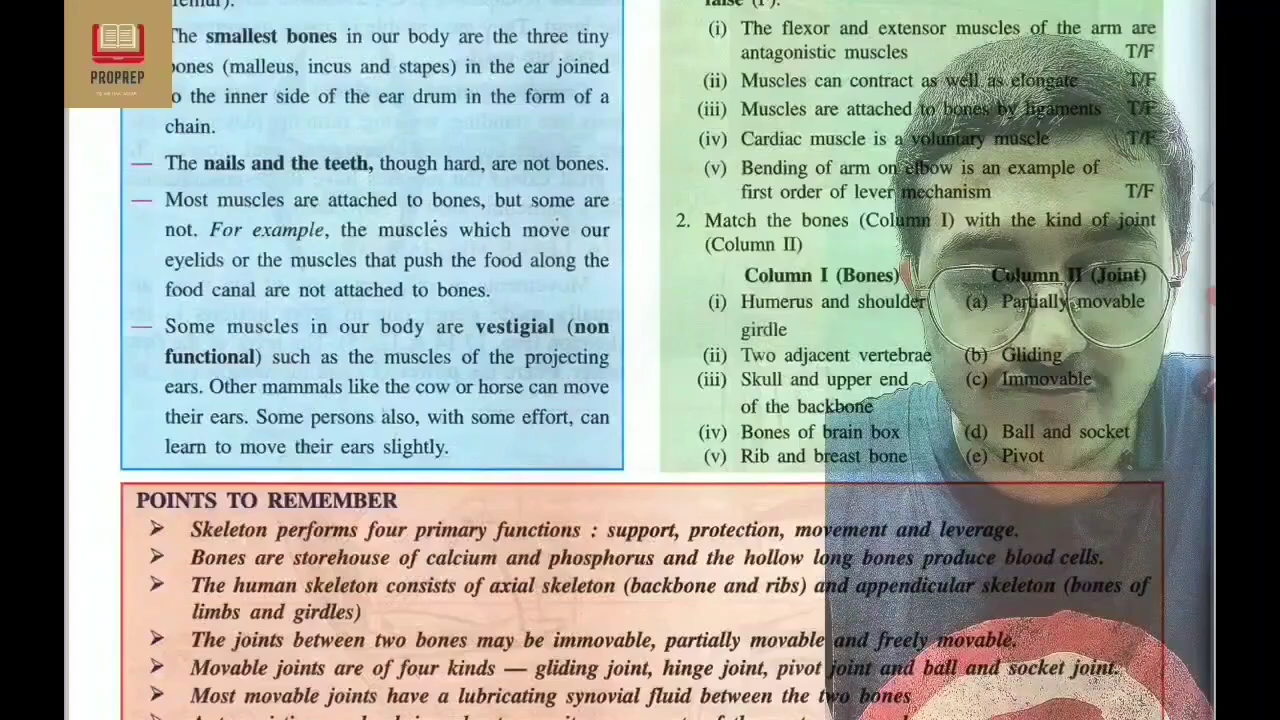 PROPREP
femur).
The smallest bones in our body are the three tiny
bones (malleus, incus and stapes) in the ear joined
to the inner side of the ear drum in the form of a
chain.
— The nails and the teeth, though hard, are not bones.
— Most muscles are attached to bones, but some are
not. For example, the muscles which move our
eyelids or the muscles that push the food along the
food canal are not attached to bones.
— Some muscles in our body are vestigial (non
functional) such as the muscles of the projecting
ears. Other mammals like the cow or horse can move
their ears. Some persons also, with some effort, can
learn to move their ears slightly.
false (F).
(i) The flexor and extensor muscles of the arm are
antagonistic muscles T/F
(ii) Muscles can contract as well as elongate T/F
(iii) Muscles are attached to bones by ligaments T/F
(iv) Cardiac muscle is a voluntary muscle T/F
(v) Bending of arm on elbow is an example of
first order of lever mechanism T/F
2. Match the bones (Column I) with the kind of joint
(Column II)
Column I (Bones) Column II (Joint)
(i) Humerus and shoulder (a) Partially movable
girdle
(ii) Two adjacent vertebrae (b) Gliding
(iii) Skull and upper end (c) Immovable
of the backbone
(iv) Bones of brain box (d) Ball and socket
(v) Rib and breast bone (e) Pivot
POINTS TO REMEMBER
➢ Skeleton performs four primary functions : support, protection, movement and leverage.
➢ Bones are storehouse of calcium and phosphorus and the hollow long bones produce blood cells.
➢ The human skeleton consists of axial skeleton (backbone and ribs) and appendicular skeleton (bones of
limbs and girdles)
➢ The joints between two bones may be immovable, partially movable and freely movable.
➢ Movable joints are of four kinds — gliding joint, hinge joint, pivot joint and ball and socket joint.
➢ Most movable joints have a lubricating synovial fluid between the two bones